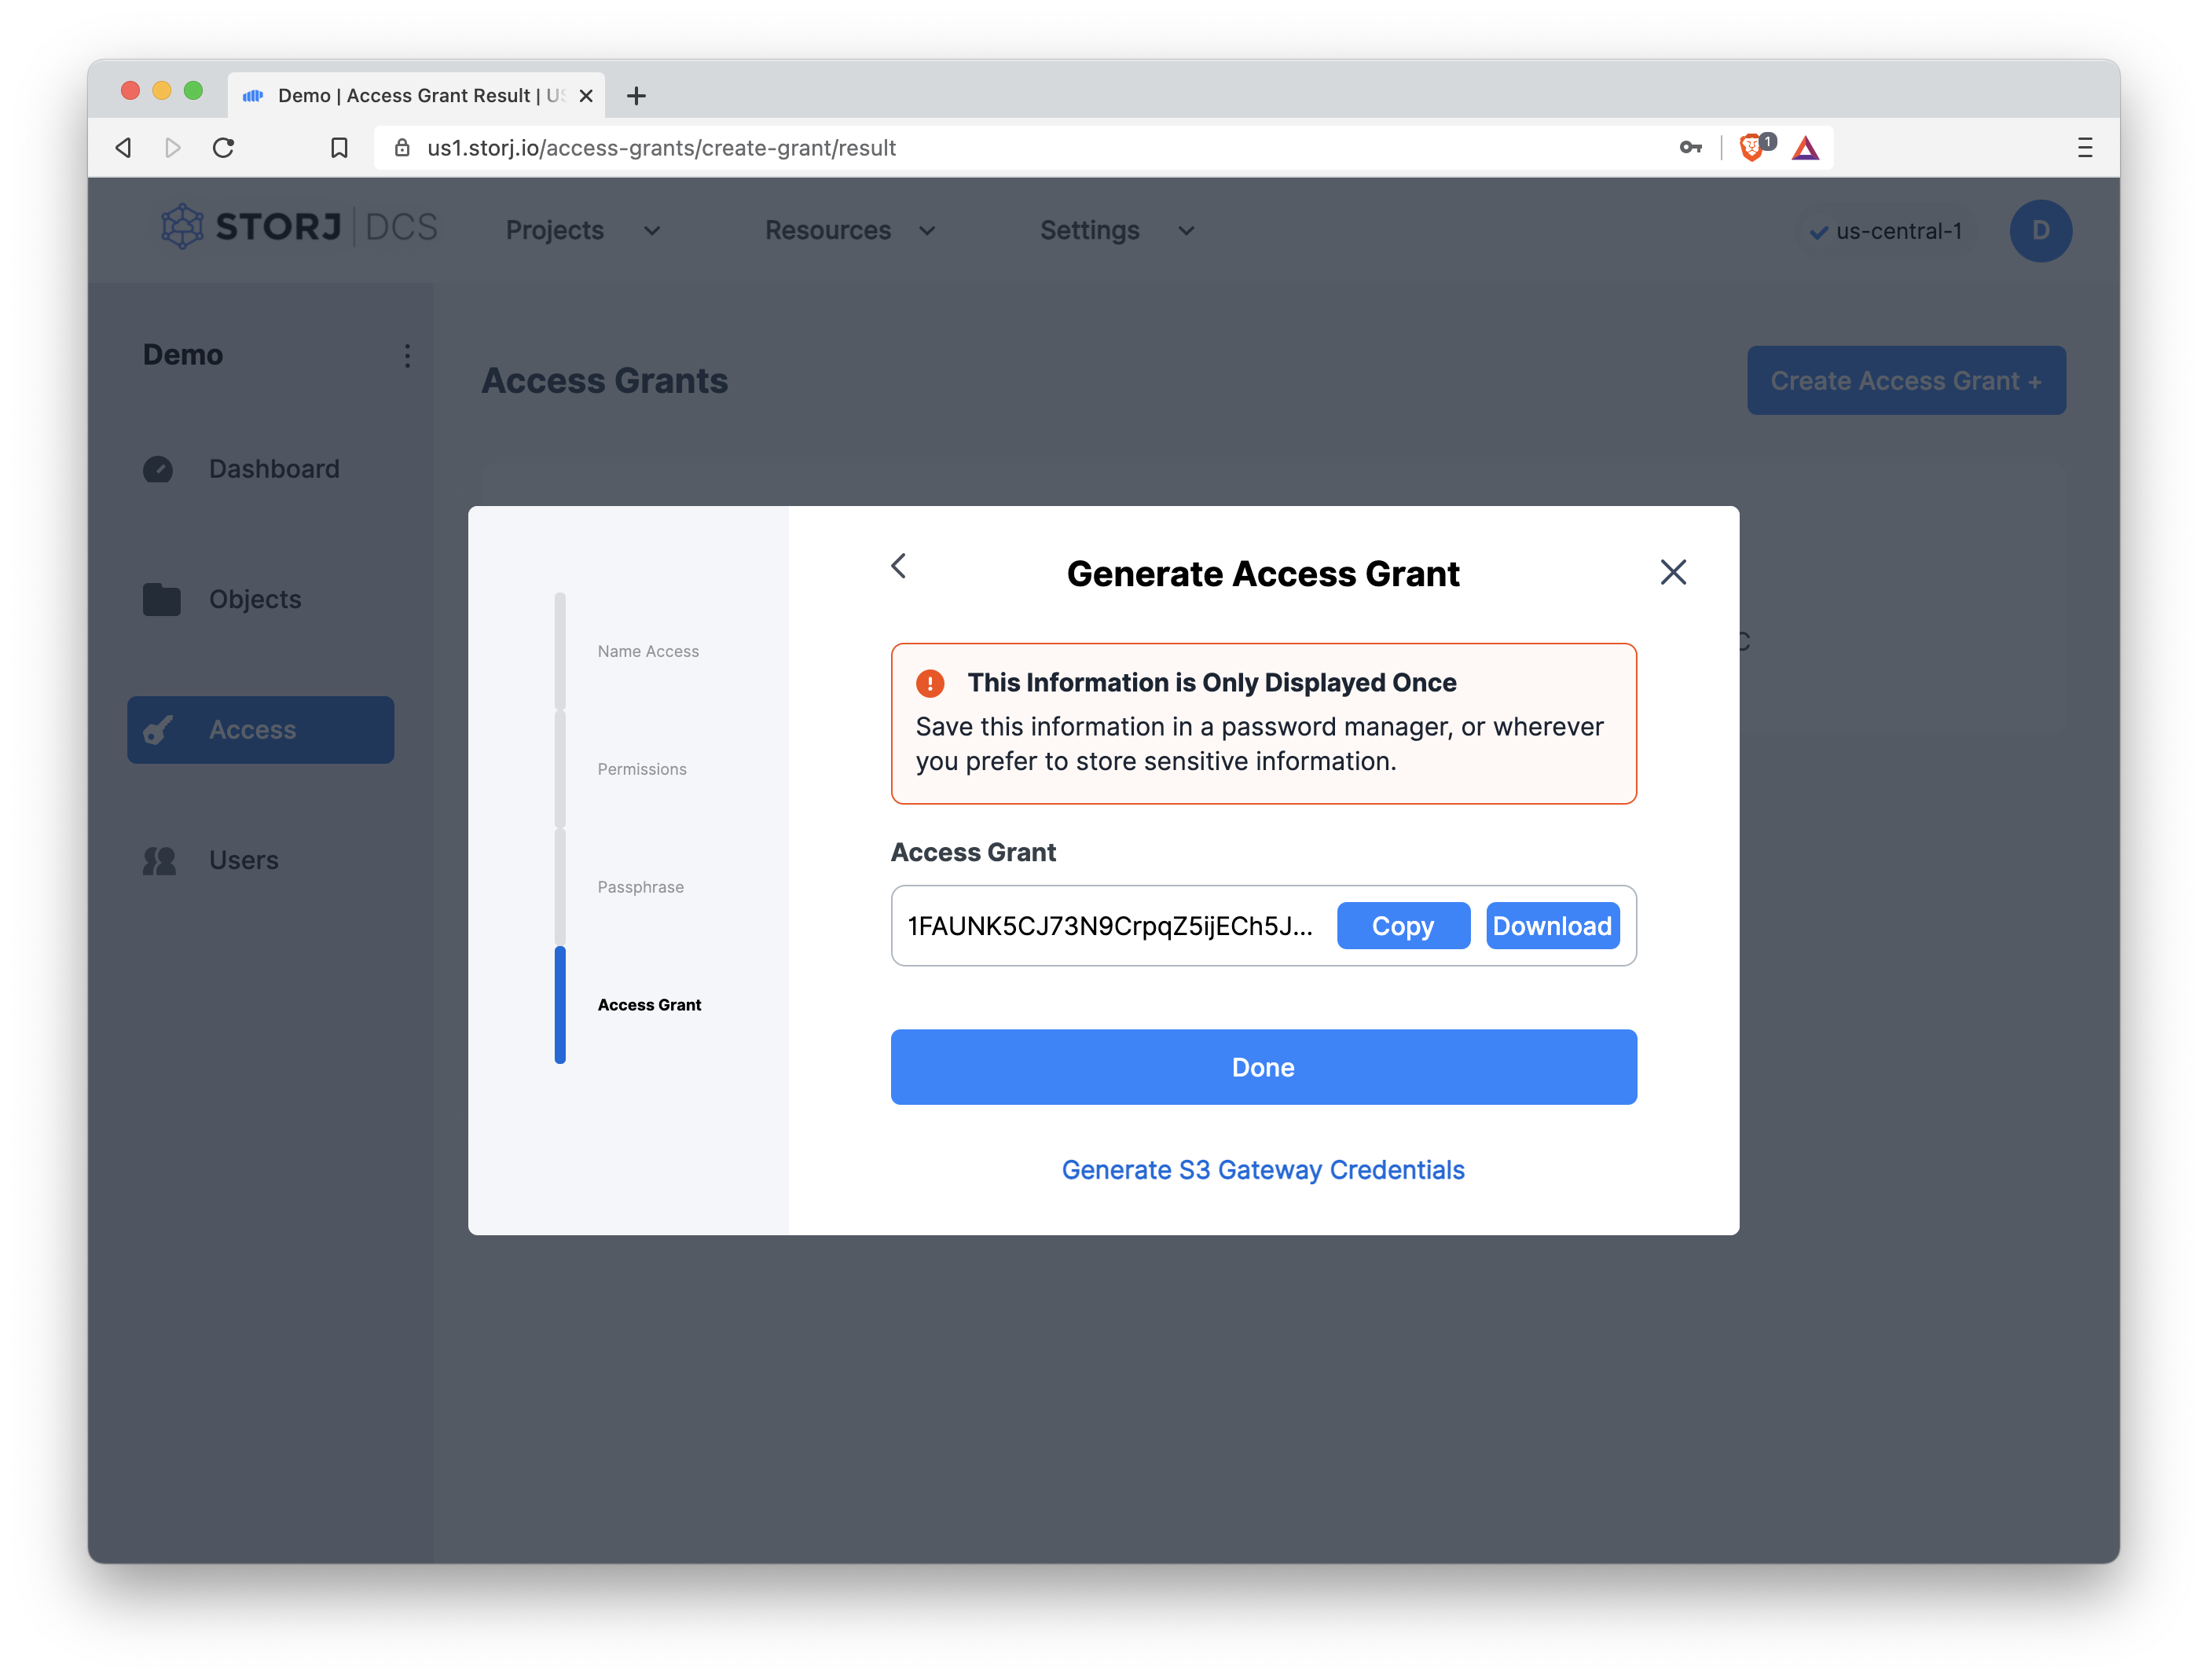 Demo | Access Grant Result | US
us1.storj.io/access-grants/create-grant/result
1
STORJ | DCS
Projects
Resources
Settings
us-central-1
D
Demo
Access Grants
Create Access Grant +
Dashboard
Objects
Access
Users
Name Access
Permissions
Passphrase
Access Grant
Generate Access Grant
This Information is Only Displayed Once
Save this information in a password manager, or wherever
you prefer to store sensitive information.
Access Grant
1FAUNK5CJ73N9CrpqZ5ijECh5J...
Copy
Download
Done
Generate S3 Gateway Credentials